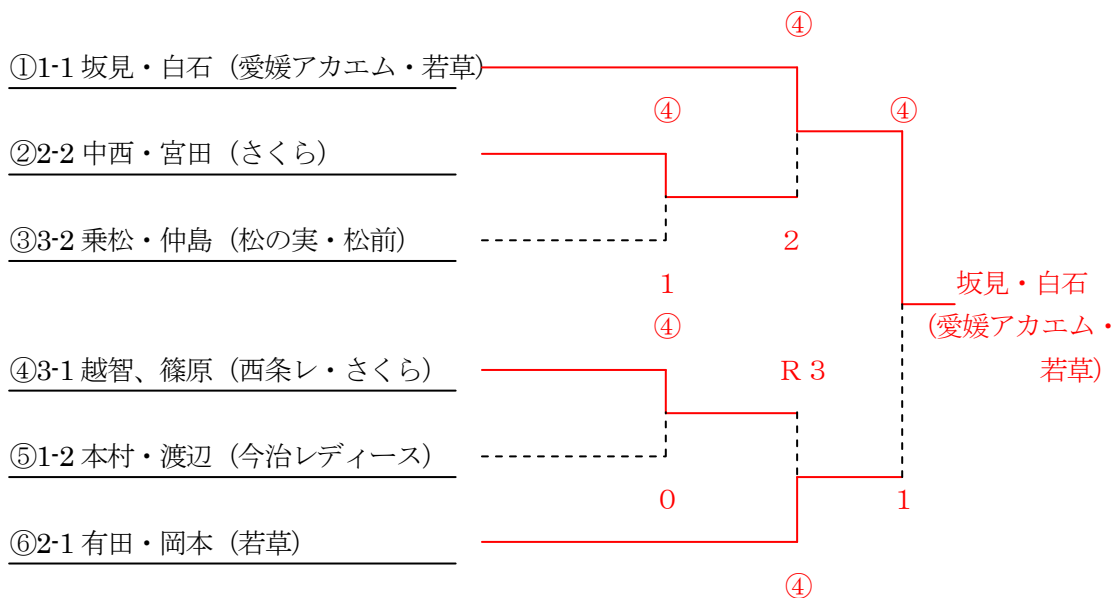 ④
①1-1 坂見・白石（愛媛アカエム・若草）
④
④
②2-2 中西・宮田（さくら）
③3-2 乗松・仲島（松の実・松前）
２
１
坂見・白石
（愛媛アカエム・
若草）
④
④3-1 越智、篠原（西条レ・さくら）
Ｒ３
⑤1-2 本村・渡辺（今治レディース）
０
１
⑥2-1 有田・岡本（若草）
④